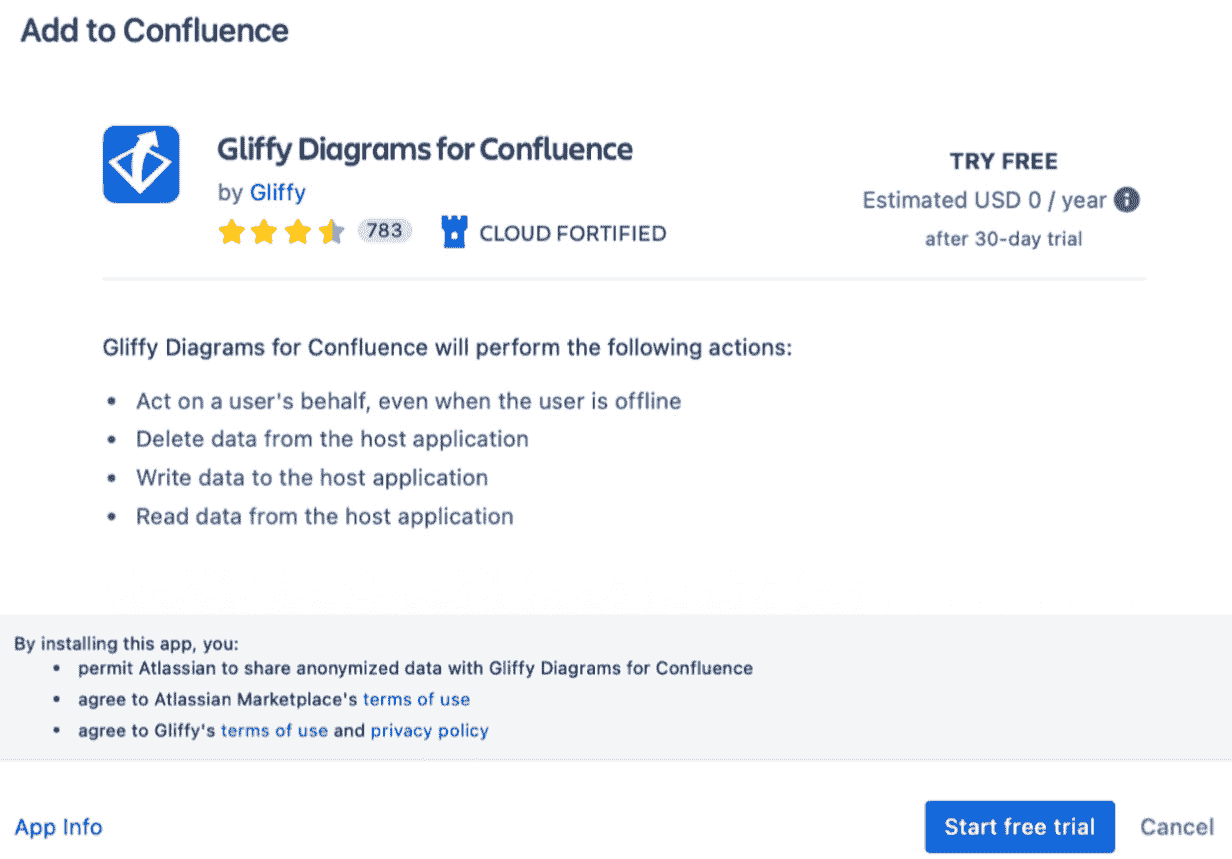 Add to Confluence
Gliffy Diagrams for Confluence
by Gliffy
783
CLOUD FORTIFIED
TRY FREE
Estimated USD 0 / year
after 30-day trial
Gliffy Diagrams for Confluence will perform the following actions:
• Act on a user's behalf, even when the user is offline
• Delete data from the host application
• Write data to the host application
• Read data from the host application
By installing this app, you:
• permit Atlassian to share anonymized data with Gliffy Diagrams for Confluence
• agree to Atlassian Marketplace's terms of use
• agree to Gliffy's terms of use and privacy policy
App Info
Start free trial
Cancel